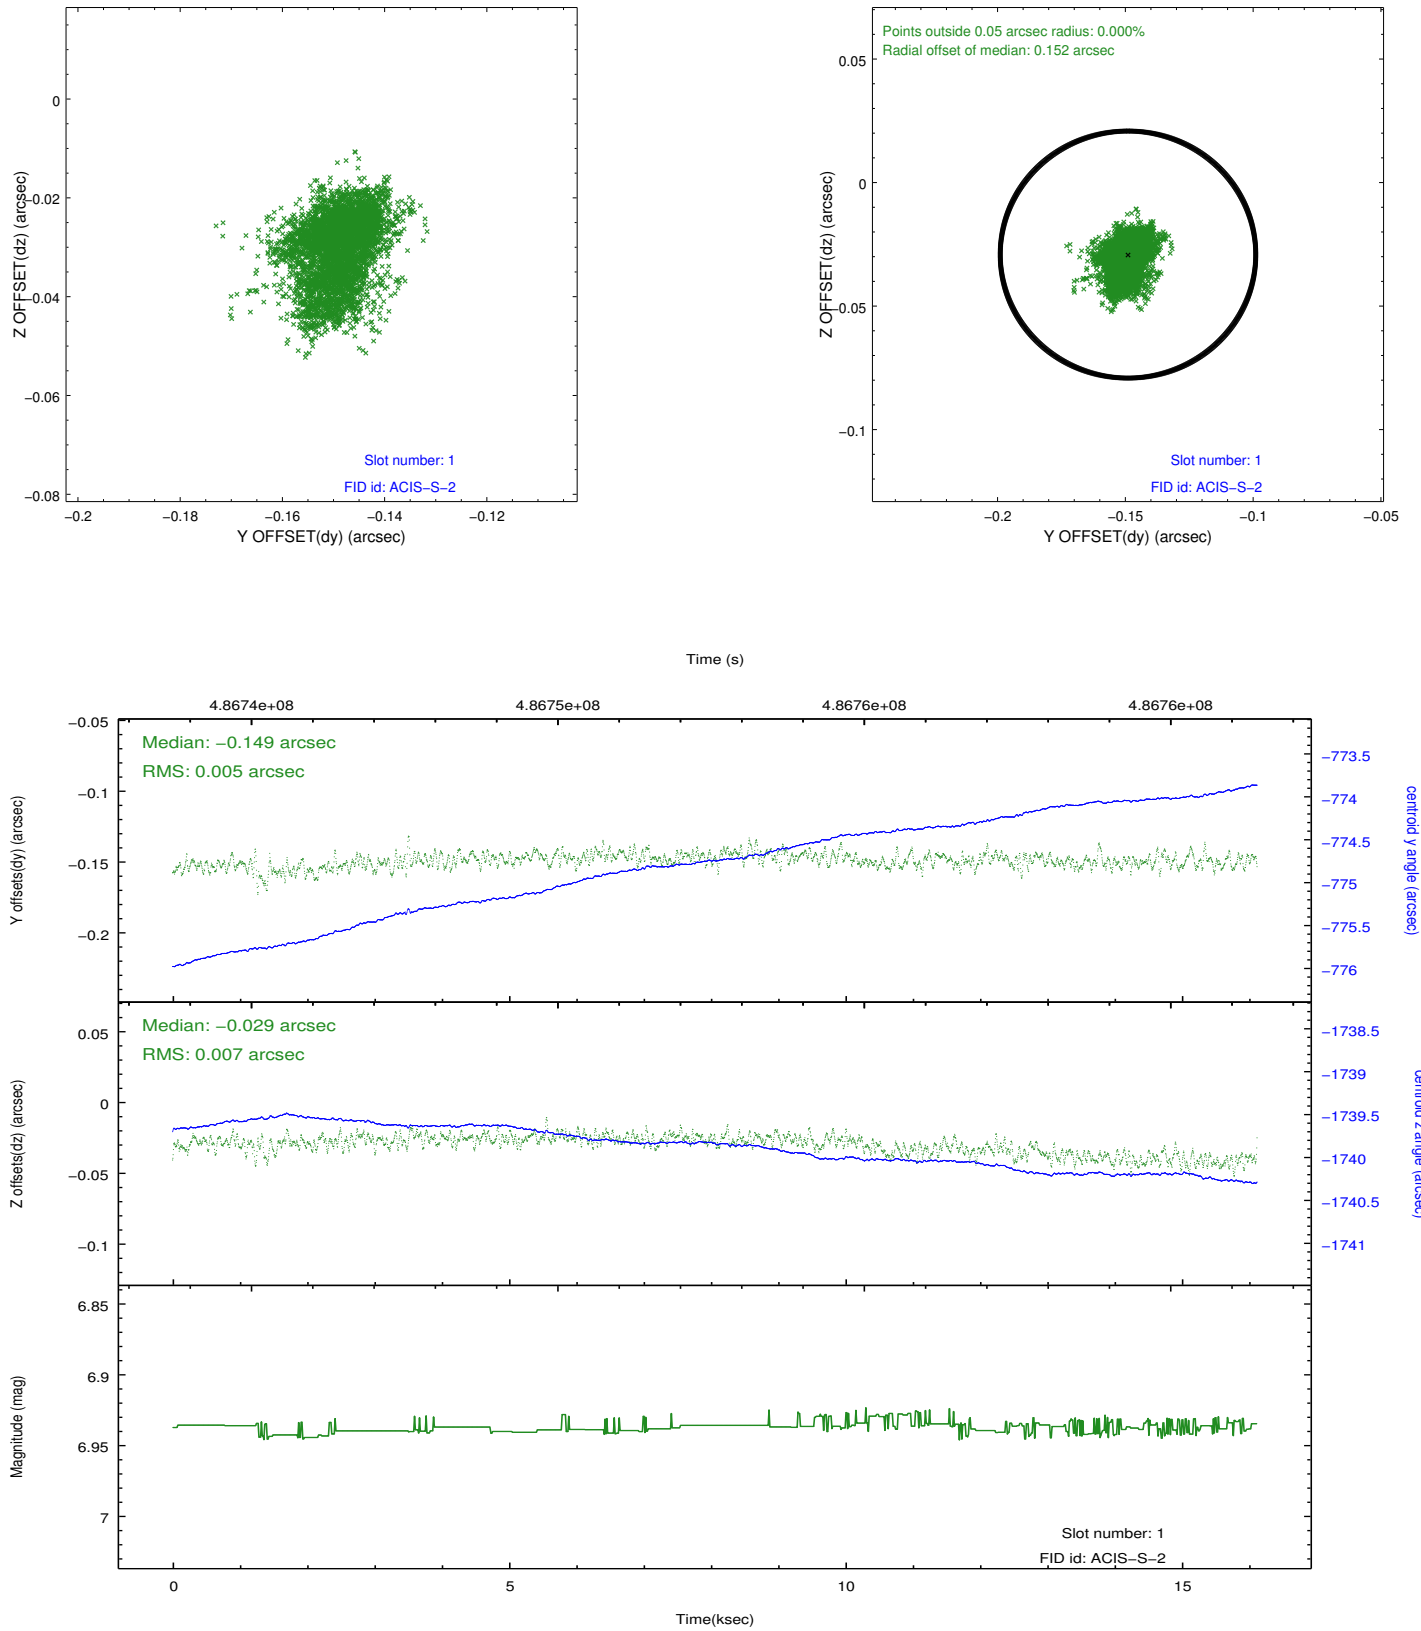 0
−0.02
−0.04
−0.06
−0.08
Z OFFSET(dz) (arcsec)
Slot number: 1
FID id: ACIS−S−2
−0.2
−0.18
−0.16
−0.14
−0.12
Y OFFSET(dy) (arcsec)
Points outside 0.05 arcsec radius: 0.000%
Radial offset of median: 0.152 arcsec
0.05
0
−0.05
−0.1
Z OFFSET(dz) (arcsec)
Slot number: 1
FID id: ACIS−S−2
−0.2
−0.15
−0.1
−0.05
Y OFFSET(dy) (arcsec)
Time (s)
4.8674e+08
4.8675e+08
4.8676e+08
4.8676e+08
Median: −0.149 arcsec
RMS: 0.005 arcsec
−0.05
−0.1
−0.15
−0.2
Y offsets(dy) (arcsec)
−773.5
−774
−774.5
−775
−775.5
−776
centroid y angle (arcsec)
Median: −0.029 arcsec
RMS: 0.007 arcsec
0.05
0
−0.05
−0.1
Z offsets(dz) (arcsec)
−1738.5
−1739
−1739.5
−1740
−1740.5
−1741
centroid z angle (arcsec)
6.85
6.9
6.95
7
Magnitude (mag)
Slot number: 1
FID id: ACIS−S−2
0
5
10
15
Time(ksec)